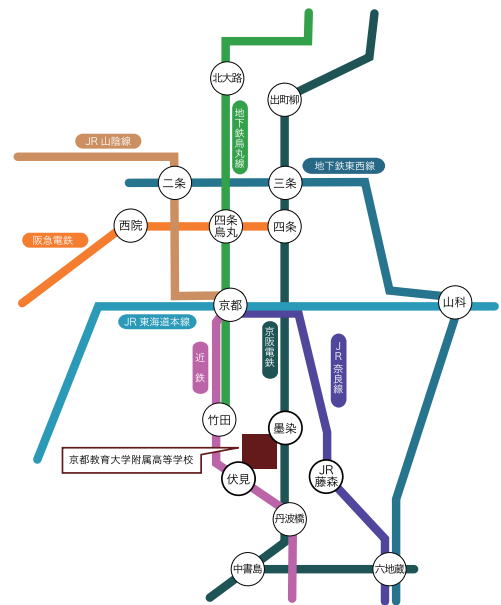 北大路
出町柳
地下鉄烏丸線
JR 山陰線
地下鉄東西線
二条
三条
西院
四条
烏丸
四条
阪急電鉄
京都
山科
JR 東海道本線
京阪電鉄
近鉄
JR 奈良線
竹田
墨染
京都教育大学附属高等学校
伏見
JR
藤森
丹波橋
中書島
六地蔵